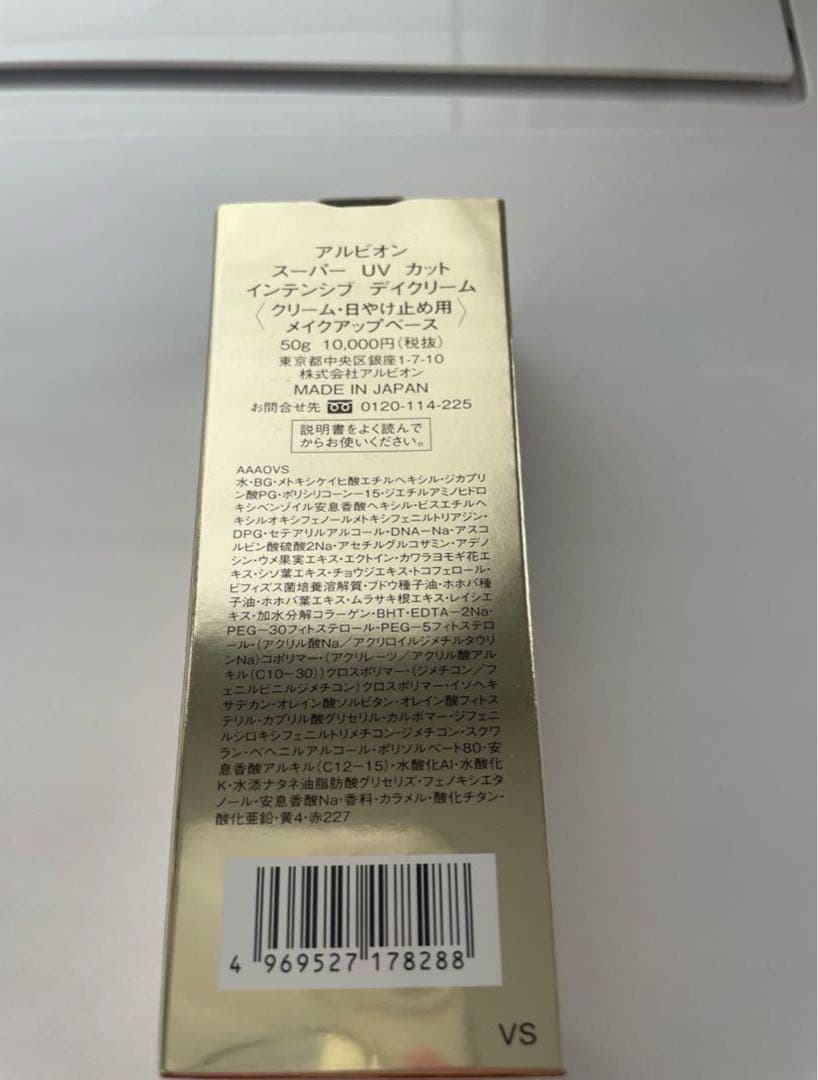 アルビオン
スーパー UV カット
インテンシブ デイクリーム
〈クリーム・日やけ止め用
メイクアップベース〉
50g 10,000円(税抜)
東京都中央区銀座1-7-10
株式会社アルビオン
MADE IN JAPAN
お問合せ先 0120-114-225
説明書をよく読んで
からお使いください。
AAAOVS
水・BG・メトキシケイヒ酸エチルヘキシル・ジカプリ
ン酸PG・ポリシリコーン−15・ジエチルアミノヒドロ
キシベンゾイル安息香酸ヘキシル・ビスエチルヘ
キシルオキシフェノールメトキシフェニルトリアジン・
DPG・セテアリルアルコール・DNA−Na・アスコ
ルビン酸硫酸2Na・アセチルグルコサミン・アデノ
シン・ウメ果実エキス・エクトイン・カワラヨモギ花エ
キス・シソ葉エキス・チョウジエキス・トコフェロール・
ビフィズス菌培養溶解質・ブドウ種子油・ホホバ種
子油・ホホバ葉エキス・ムラサキ根エキス・レイシエ
キス・加水分解コラーゲン・BHT・EDTA−2Na・
PEG−30フィトステロール・PEG−5フィトステロ
ール・(アクリル酸Na／アクリロイルジメチルタウリ
ンNa)コポリマー・(アクリレーツ／アクリル酸アル
キル(C10−30))クロスポリマー・(ジメチコン／フ
ェニルビニルジメチコン)クロスポリマー・イソヘキ
サデカン・オレイン酸ソルビタン・オレイン酸フィトス
テリル・カプリル酸グリセリル・カルボマー・ジフェニ
ルシロキシフェニルトリメチコン・ジメチコン・スクワ
ラン・ベヘニルアルコール・ポリソルベート80・安
息香酸アルキル(C12−15)・水酸化Al・水酸化
K・水添ナタネ油脂肪酸グリセリズ・フェノキシエタ
ノール・安息香酸Na・香料・カラメル・酸化チタン・
酸化亜鉛・黄4・赤227
4 969527 178288
VS